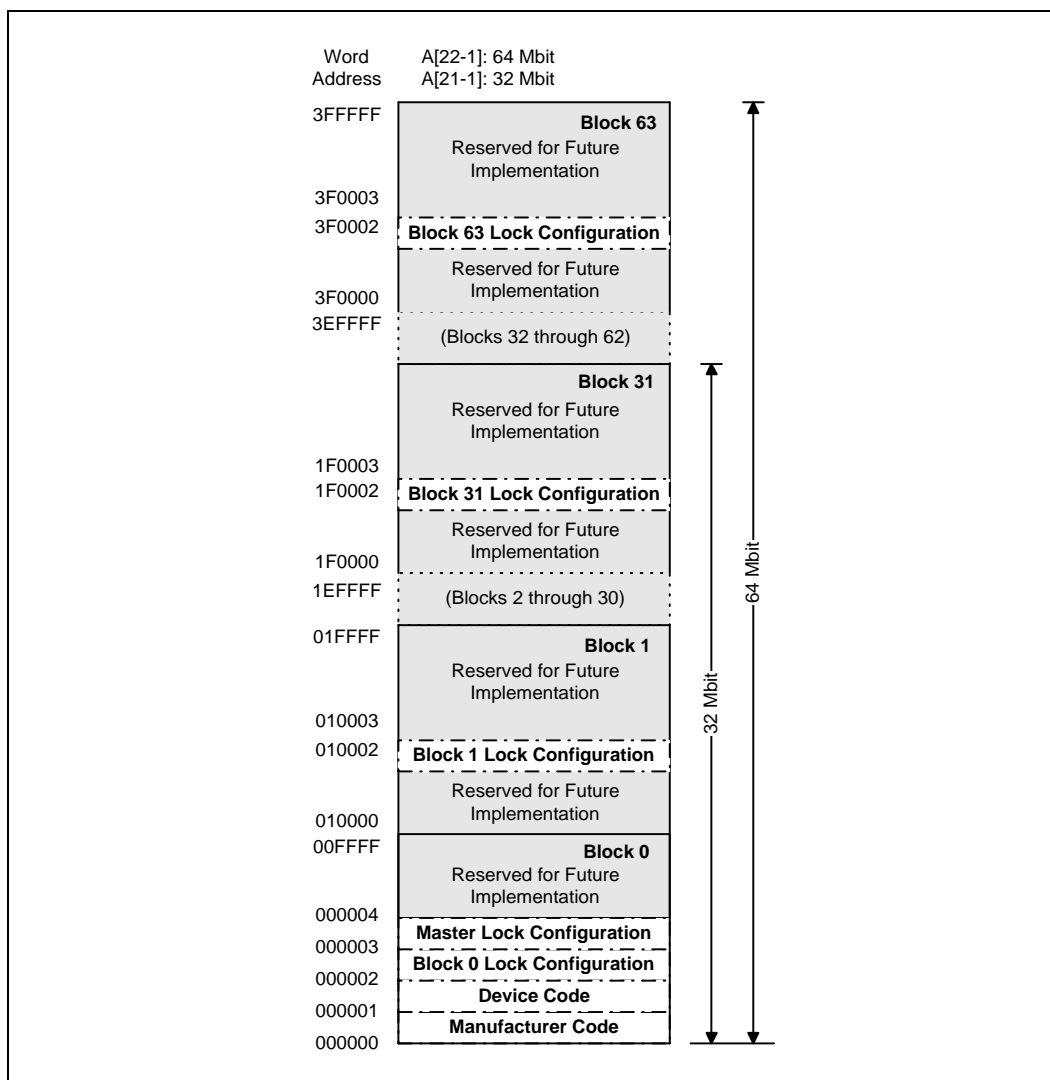 Word
Address
A[22-1]: 64 Mbit
A[21-1]: 32 Mbit
3FFFFF
Block 63
Reserved for Future
Implementation
3F0003
3F0002
Block 63 Lock Configuration
Reserved for Future
Implementation
3F0000
3EFFFF
(Blocks 32 through 62)
Block 31
Reserved for Future
Implementation
1F0003
1F0002
Block 31 Lock Configuration
Reserved for Future
Implementation
1F0000
1EFFFF
(Blocks 2 through 30)
01FFFF
Block 1
Reserved for Future
Implementation
010003
010002
Block 1 Lock Configuration
Reserved for Future
Implementation
010000
00FFFF
Block 0
Reserved for Future
Implementation
000004
Master Lock Configuration
000003
Block 0 Lock Configuration
000002
Device Code
000001
Manufacturer Code
000000
32 Mbit
64 Mbit